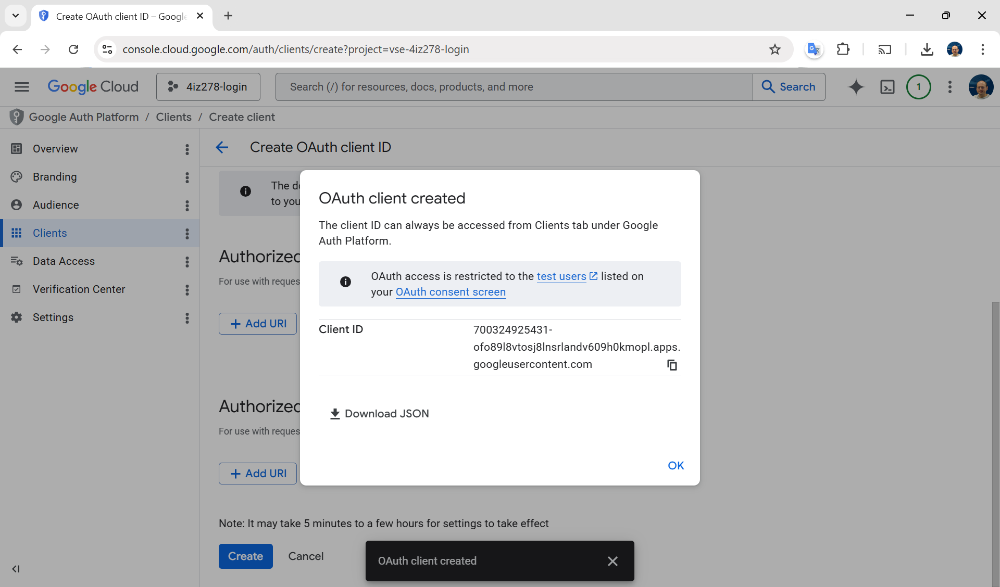 Create OAuth client ID – Google
console.cloud.google.com/auth/clients/create?project=vse-4iz278-login
Google Cloud
4iz278-login
Search (/) for resources, docs, products, and more
Search
1
Google Auth Platform / Clients / Create client
Overview
Branding
Audience
Clients
Data Access
Verification Center
Settings
Create OAuth client ID
The do
to you
Authorized
For use with reques
Add URI
Authorized
For use with reques
Add URI
Note: It may take 5 minutes to a few hours for settings to take effect
Create
Cancel
OAuth client created
The client ID can always be accessed from Clients tab under Google
Auth Platform.
OAuth access is restricted to the test users listed on
your OAuth consent screen
Client ID
700324925431-
ofo89l8vtosj8lnsrlandv609h0kmopl.apps.
googleusercontent.com
Download JSON
OK
OAuth client created